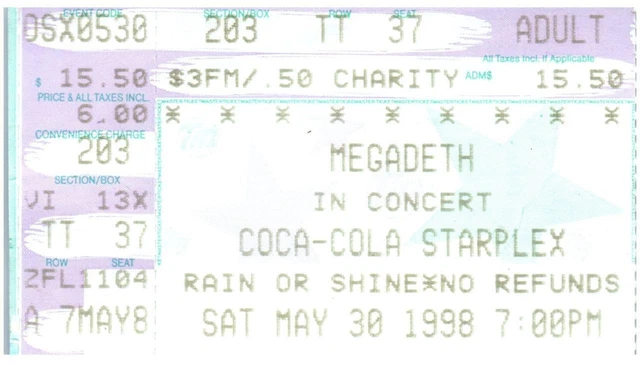 EVENT CODE SECTION/BOX ROW SEAT
DSX0530 203 TT 37 ADULT
All Taxes Incl. If Applicable
$ 15.50 $3FM/.50 CHARITY ADM$ 15.50
PRICE & ALL TAXES INCL.
6.00
CONVENIENCE CHARGE
203
SECTION/BOX
VI 13X
TT 37
ROW SEAT
ZFL1104
A 7MAY8
MEGADETH
IN CONCERT
COCA-COLA STARPLEX
RAIN OR SHINE*NO REFUNDS
SAT MAY 30 1998 7:00PM